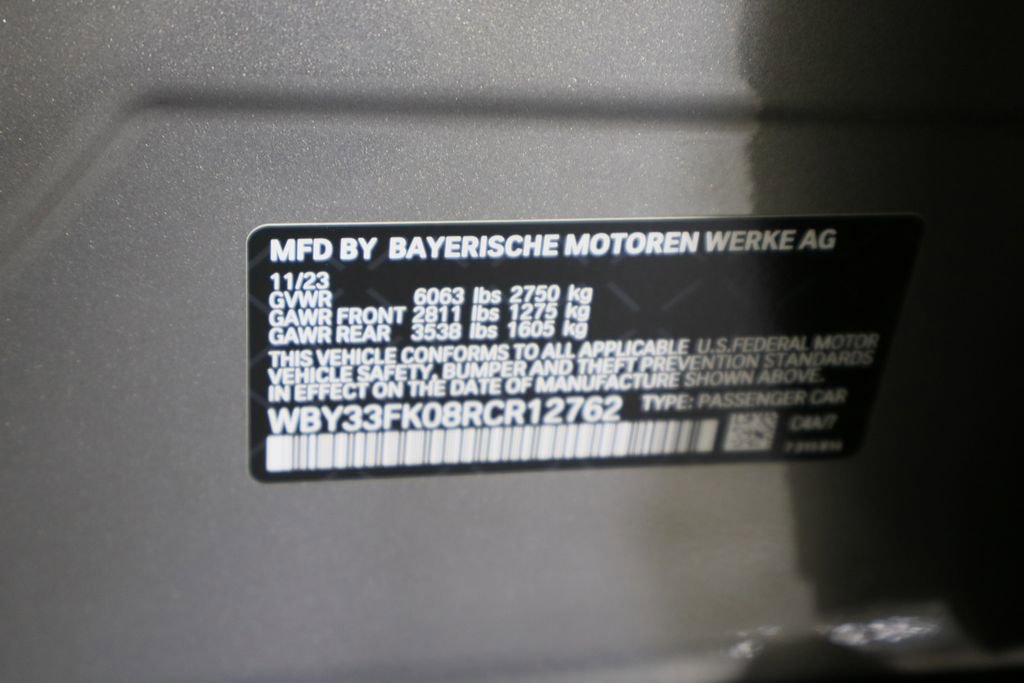 MFD BY BAYERISCHE MOTOREN WERKE AG
11/23
GVWR 6063 lbs 2750 kg
GAWR FRONT 2811 lbs 1275 kg
GAWR REAR 3538 lbs 1605 kg
THIS VEHICLE CONFORMS TO ALL APPLICABLE U.S.FEDERAL MOTOR
VEHICLE SAFETY, BUMPER AND THEFT PREVENTION STANDARDS
IN EFFECT ON THE DATE OF MANUFACTURE SHOWN ABOVE.
WBY33FK08RCR12762 TYPE: PASSENGER CAR